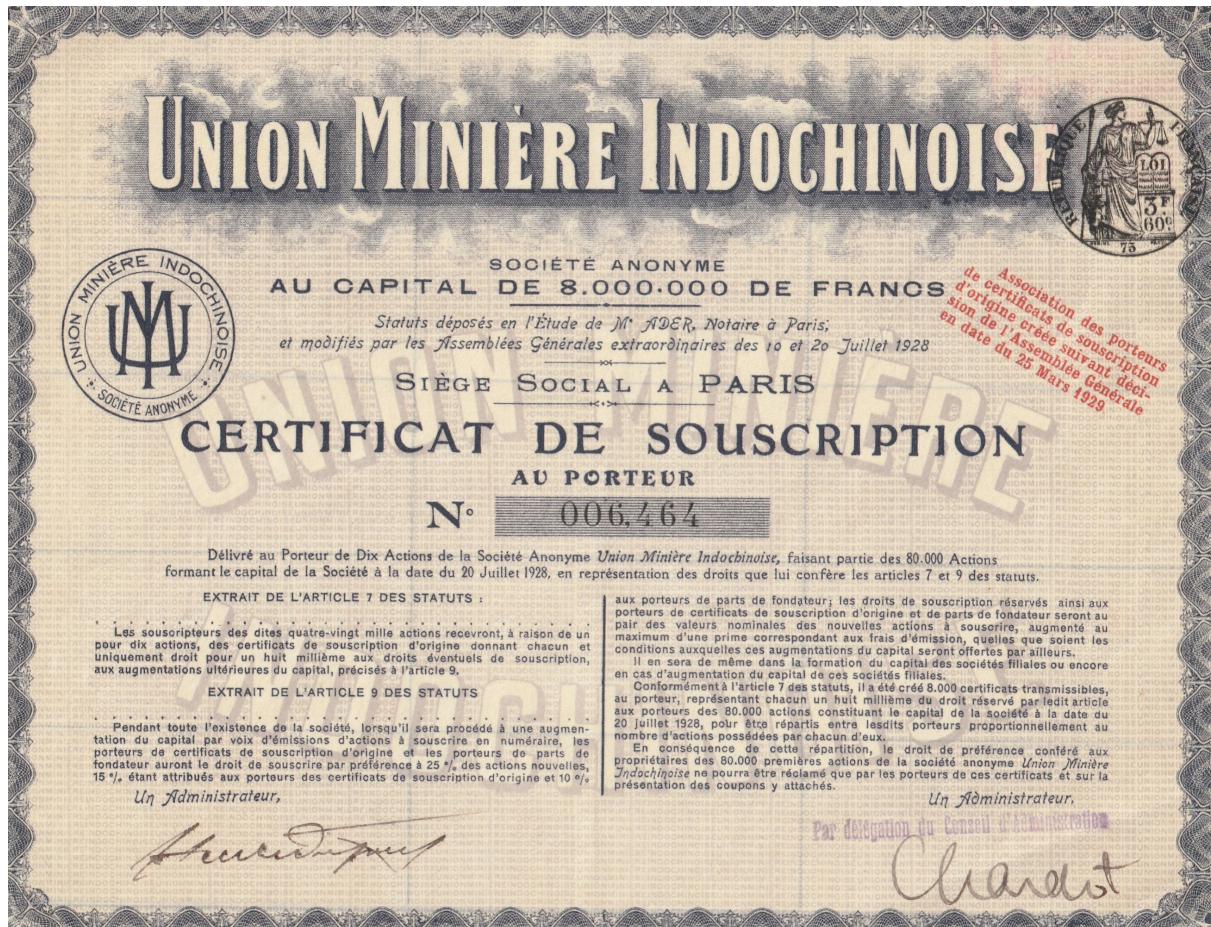 UNION MINIÈRE INDOCHINOISE
RÉPUBLIQUE FRANÇAISE
LOI
3F
60c
73
UNION MINIÈRE INDOCHINOISE
UMI
SOCIÉTÉ ANONYME
SOCIÉTÉ ANONYME
AU CAPITAL DE 8.000.000 DE FRANCS
Association des porteurs
de certificats de souscription
d'origine créée suivant déci-
sion de l'Assemblée Générale
en date du 25 Mars 1929
Statuts déposés en l'Étude de Me ADER, Notaire à Paris;
et modifiés par les Assemblées Générales extraordinaires des 10 et 20 Juillet 1928
SIÈGE SOCIAL A PARIS
CERTIFICAT DE SOUSCRIPTION
AU PORTEUR
N° 006,464
Délivré au Porteur de Dix Actions de la Société Anonyme Union Minière Indochinoise, faisant partie des 80.000 Actions
formant le capital de la Société à la date du 20 Juillet 1928, en représentation des droits que lui confère les articles 7 et 9 des statuts.
EXTRAIT DE L'ARTICLE 7 DES STATUTS :
Les souscripteurs des dites quatre-vingt mille actions recevront, à raison de un
pour dix actions, des certificats de souscription d'origine donnant chacun et
uniquement droit pour un huit millième aux droits éventuels de souscription,
aux augmentations ultérieures du capital, précisés à l'article 9.
EXTRAIT DE L'ARTICLE 9 DES STATUTS
Pendant toute l'existence de la société, lorsqu'il sera procédé à une augmen-
tation du capital par voix d'émissions d'actions à souscrire en numéraire, les
porteurs de certificats de souscription d'origine et les porteurs de parts de
fondateur auront le droit de souscrire par préférence à 25 % des actions nouvelles,
15 % étant attribués aux porteurs des certificats de souscription d'origine et 10 %
aux porteurs de parts de fondateur; les droits de souscription réservés ainsi aux
porteurs de certificats de souscription d'origine et de parts de fondateur seront au
pair des valeurs nominales des nouvelles actions à souscrire, augmenté au
maximum d'une prime correspondant aux frais d'émission, quelles que soient les
conditions auxquelles ces augmentations du capital seront offertes par ailleurs.
Il en sera de même dans la formation du capital des sociétés filiales ou encore
en cas d'augmentation du capital de ces sociétés filiales.
Conformément à l'article 7 des statuts, il a été créé 8.000 certificats transmissibles,
au porteur, représentant chacun un huit millième du droit réservé par ledit article
aux porteurs des 80.000 actions constituant le capital de la société à la date du
20 juillet 1928, pour être répartis entre lesdits porteurs proportionnellement au
nombre d'actions possédées par chacun d'eux.
En conséquence de cette répartition, le droit de préférence conféré aux
propriétaires des 80.000 premières actions de la société anonyme Union Minière
Indochinoise ne pourra être réclamé que par les porteurs de ces certificats et sur la
présentation des coupons y attachés.
Un Administrateur,
Un Administrateur,
Par délégation du Conseil d'Administration
Chardot